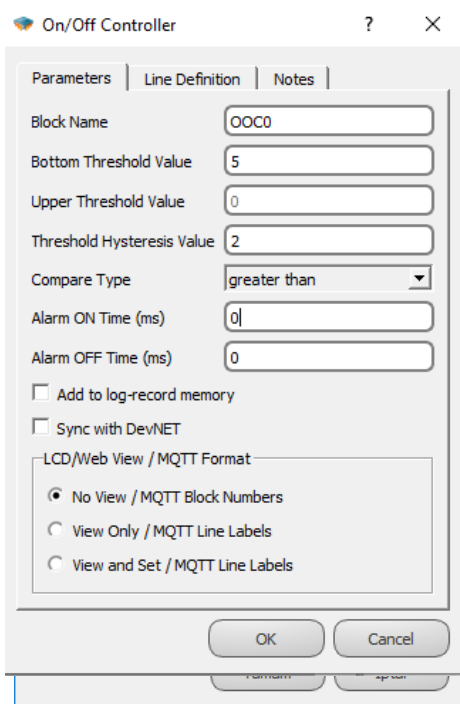 On/Off Controller ?
Parameters Line Definition Notes
Block Name OOC0
Bottom Threshold Value 5
Upper Threshold Value 0
Threshold Hysteresis Value 2
Compare Type greater than
Alarm ON Time (ms) 0
Alarm OFF Time (ms) 0
Add to log-record memory
Sync with DevNET
LCD/Web View / MQTT Format
No View / MQTT Block Numbers
View Only / MQTT Line Labels
View and Set / MQTT Line Labels
OK Cancel